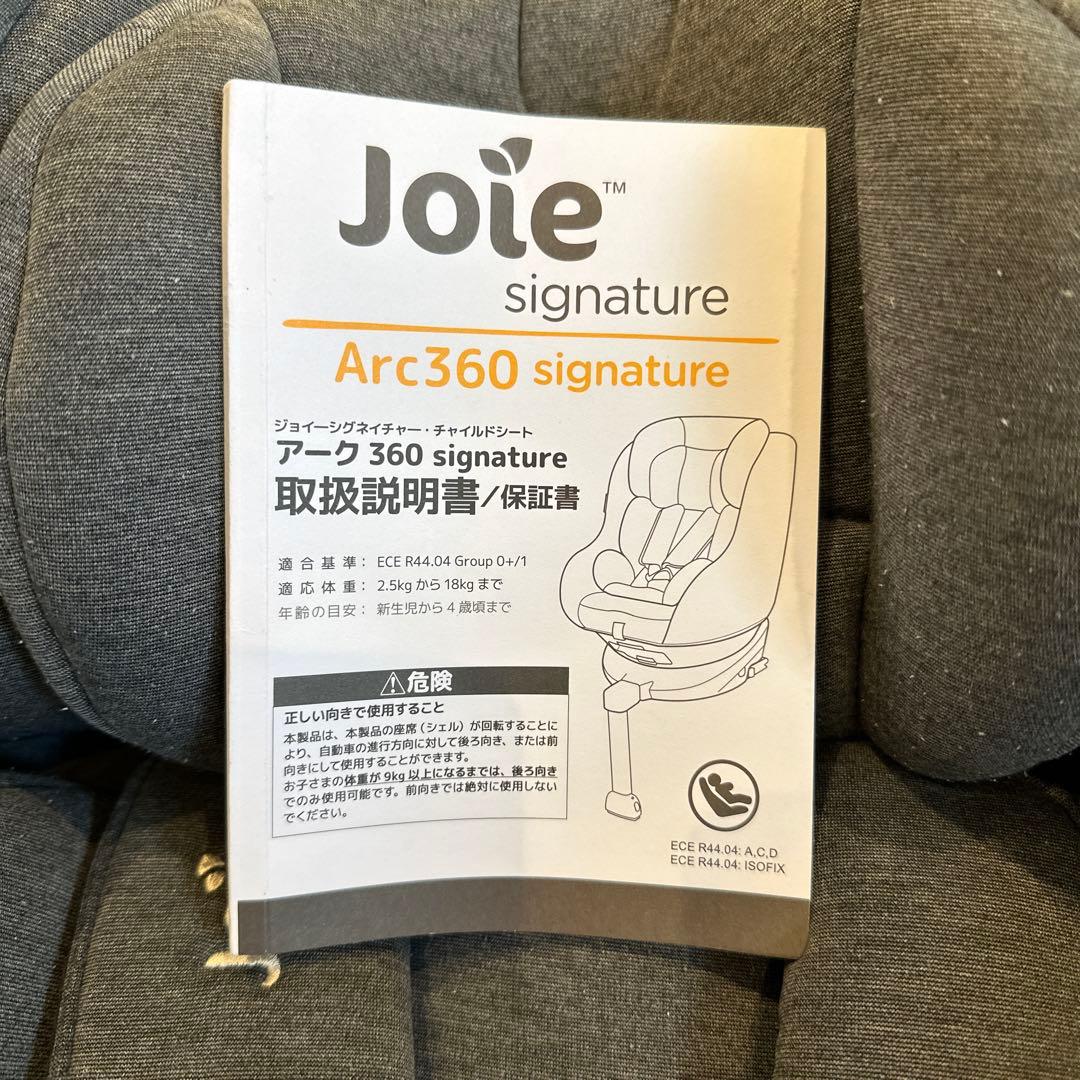 Joie™
signature
Arc360 signature
ジョイーシグネイチャー・チャイルドシート
アーク 360 signature
取扱説明書/保証書
適合基準： ECE R44.04 Group 0+/1
適応体重： 2.5kgから18kgまで
年齢の目安： 新生児から4歳頃まで
⚠危険
正しい向きで使用すること
本製品は、本製品の座席（シェル）が回転することに
より、自動車の進行方向に対して後ろ向き、または前
向きにして使用することができます。
お子さまの体重が9kg以上になるまでは、後ろ向き
でのみ使用可能です。前向きでは絶対に使用しない
でください。
ECE R44.04: A,C,D
ECE R44.04: ISOFIX